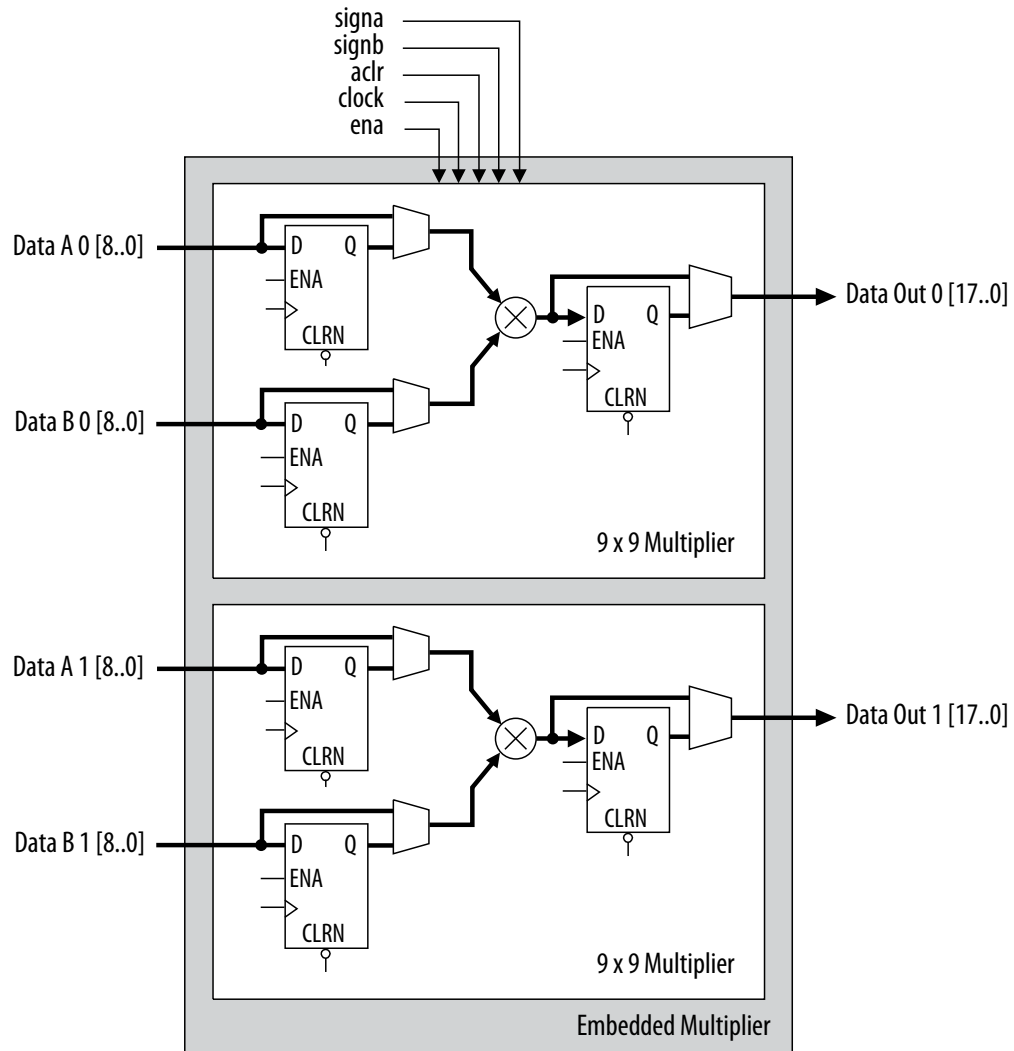 signa
signb
aclr
clock
ena
Data A 0 [8..0]
D Q
ENA
CLRN
Data B 0 [8..0]
D Q
ENA
CLRN
D Q
ENA
CLRN
Data Out 0 [17..0]
9 x 9 Multiplier
Data A 1 [8..0]
D Q
ENA
CLRN
Data B 1 [8..0]
D Q
ENA
CLRN
D Q
ENA
CLRN
Data Out 1 [17..0]
9 x 9 Multiplier
Embedded Multiplier